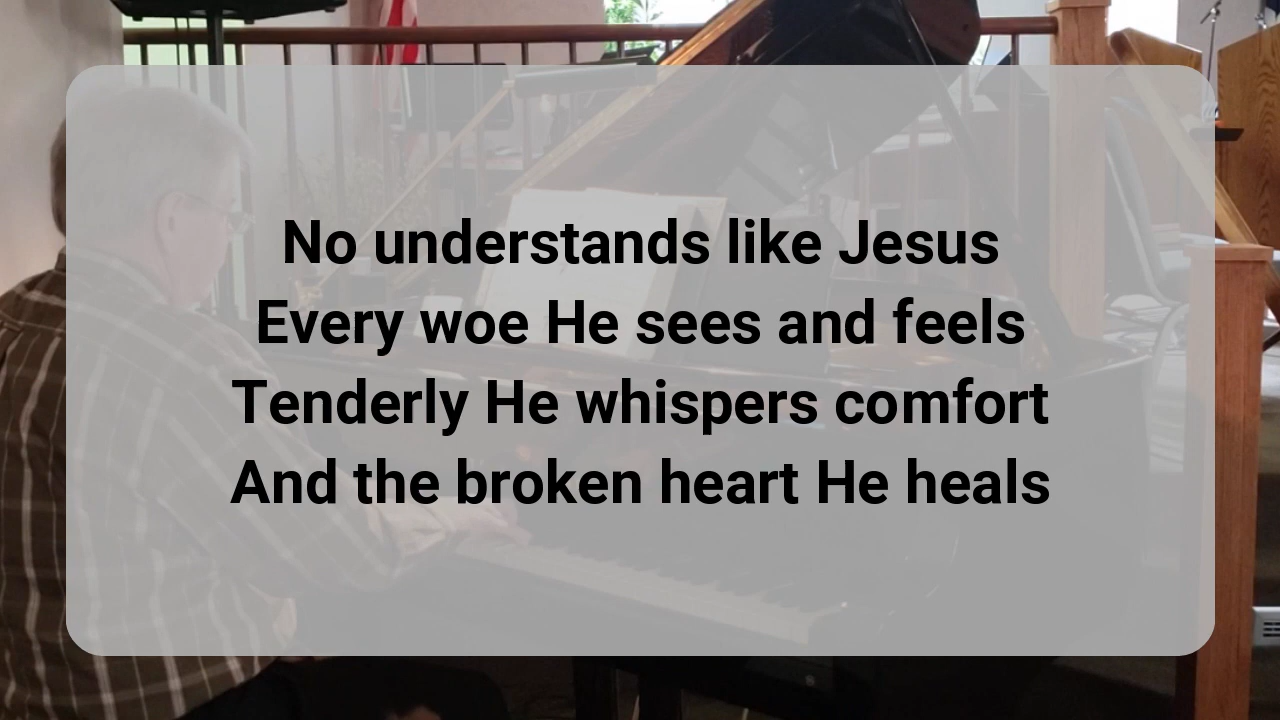 No understands like Jesus
Every woe He sees and feels
Tenderly He whispers comfort
And the broken heart He heals